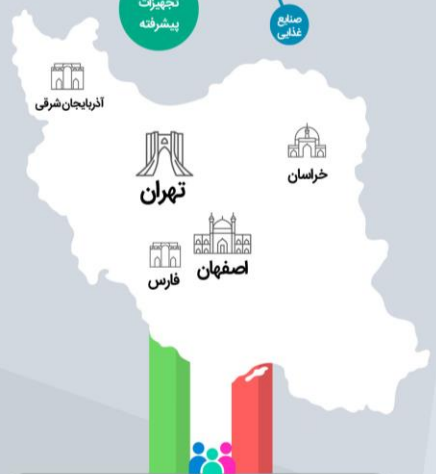 تجهیزات
پیشرفته
صنایع
غذایی
آذربایجان شرقی
تهران
خراسان
اصفهان
فارس